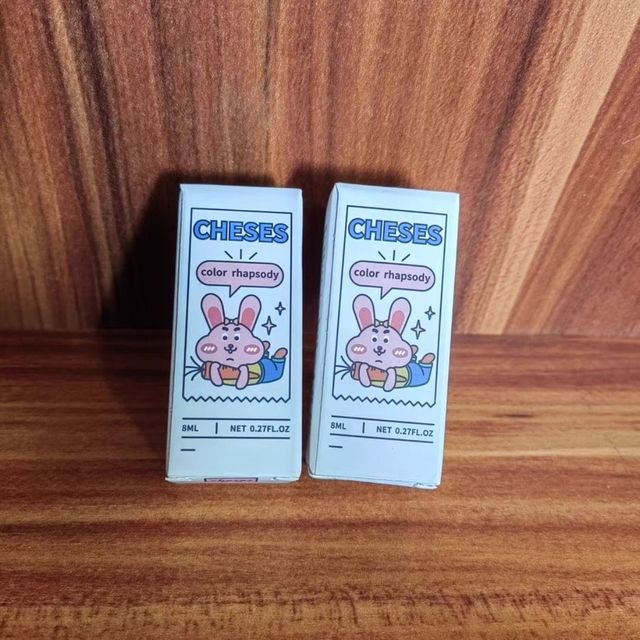 CHESES
color rhapsody
8ML | NET 0.27FL.OZ
CHESES
color rhapsody
8ML | NET 0.27FL.OZ